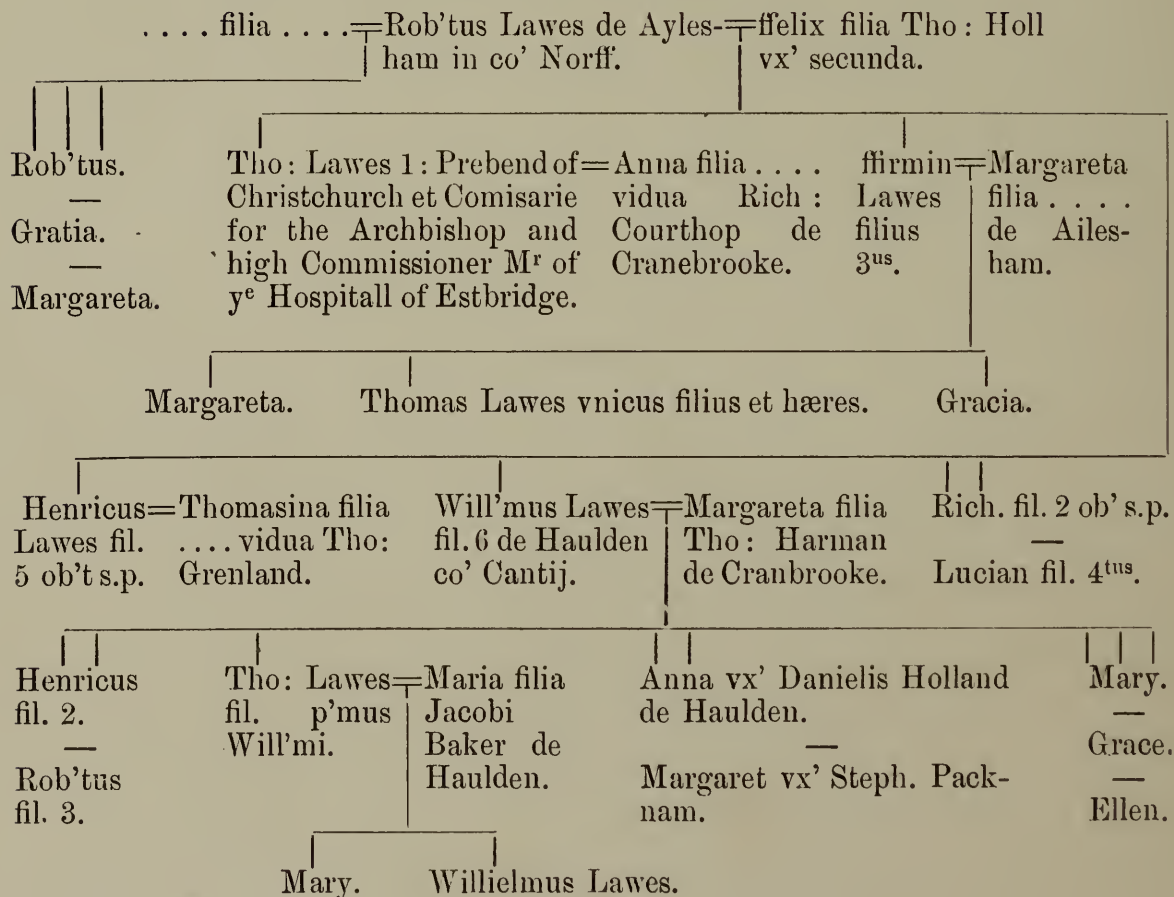 . . . . filia . . . . Rob'tus Lawes de Ayles- ffelix filia Tho : Holl
ham in co' Norff. vx' secunda.
Rob'tus.
—
Gratia.
—
Margareta.
Tho : Lawes 1 : Prebend of
Christchurch et Comisarie
for the Archbishop and
high Commissioner Mʳ of
yᵉ Hospitall of Estbridge.
= Anna filia . . . .
vidua Rich :
Courthop de
Cranebrooke.
ffirmin
Lawes
filius
3ᵘˢ.
Margareta
filia . . . .
de Ailes-
ham.
Margareta. Thomas Lawes vnicus filius et hæres. Gracia.
Henricus
Lawes fil.
5 ob't s.p.
= Thomasina filia
. . . . vidua Tho :
Grenland.
Will'mus Lawes
fil. 6 de Haulden
co' Cantij.
Margareta filia
Tho : Harman
de Cranbrooke.
Rich. fil. 2 ob' s.p.
—
Lucian fil. 4ᵗᵘˢ.
Henricus
fil. 2.
—
Rob'tus
fil. 3.
Tho : Lawes
fil. p'mus
Will'mi.
Maria filia
Jacobi
Baker de
Haulden.
Anna vx' Danielis Holland
de Haulden.
—
Margaret vx' Steph. Pack-
nam.
Mary.
—
Grace.
—
Ellen.
Mary. Willielmus Lawes.